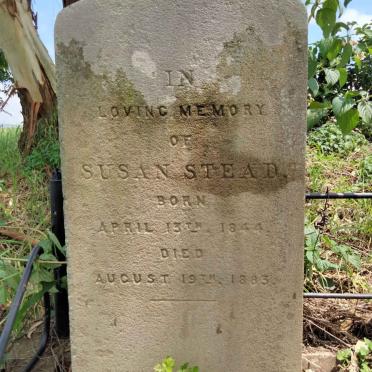 IN
LOVING MEMORY
OF
SUSAN STEAD.
BORN
APRIL 13TH. 1844.
DIED
AUGUST 19TH. 1883.